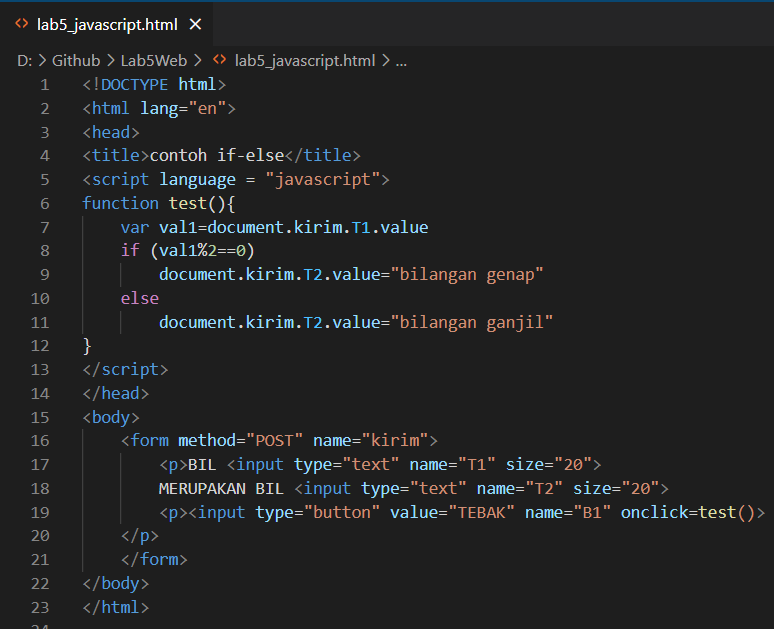 lab5_javascript.html
D: > Github > Lab5Web > lab5_javascript.html > ...
1 <!DOCTYPE html>
2 <html lang="en">
3 <head>
4 <title>contoh if-else</title>
5 <script language = "javascript">
6 function test(){
7     var val1=document.kirim.T1.value
8     if (val1%2==0)
9         document.kirim.T2.value="bilangan genap"
10     else
11         document.kirim.T2.value="bilangan ganjil"
12 }
13 </script>
14 </head>
15 <body>
16     <form method="POST" name="kirim">
17         <p>BIL <input type="text" name="T1" size="20">
18         MERUPAKAN BIL <input type="text" name="T2" size="20">
19         <p><input type="button" value="TEBAK" name="B1" onclick=test()>
20     </p>
21     </form>
22 </body>
23 </html>
24